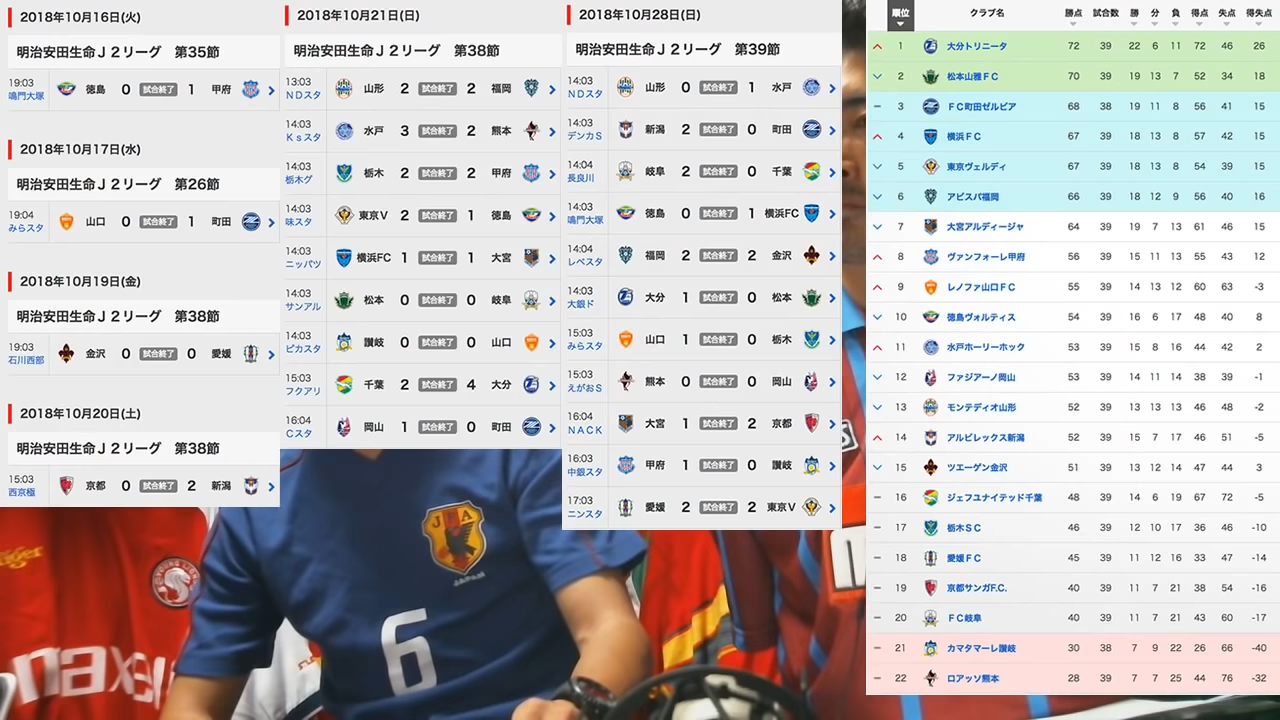 2018年10月16日(火)
明治安田生命J2リーグ 第35節
19:03 徳島 0 試合終了 1 甲府
鳴門大塚
2018年10月17日(水)
明治安田生命J2リーグ 第26節
19:04 山口 0 試合終了 1 町田
みらスタ
2018年10月19日(金)
明治安田生命J2リーグ 第38節
19:03 金沢 0 試合終了 0 愛媛
石川西部
2018年10月20日(土)
明治安田生命J2リーグ 第38節
15:03 京都 0 試合終了 2 新潟
西京極
2018年10月21日(日)
明治安田生命J2リーグ 第38節
13:03 山形 2 試合終了 2 福岡
NDスタ
14:03 水戸 3 試合終了 2 熊本
Ksスタ
14:03 栃木 2 試合終了 2 甲府
栃木グ
14:03 東京V 2 試合終了 1 徳島
味スタ
14:03 横浜FC 1 試合終了 1 大宮
ニッパツ
14:03 松本 0 試合終了 0 岐阜
サンアル
14:03 讃岐 0 試合終了 0 山口
ピカスタ
15:03 千葉 2 試合終了 4 大分
フクアリ
16:04 岡山 1 試合終了 0 町田
Cスタ
2018年10月28日(日)
明治安田生命J2リーグ 第39節
14:03 山形 0 試合終了 1 水戸
NDスタ
14:03 新潟 2 試合終了 0 町田
デンカS
14:04 岐阜 2 試合終了 0 千葉
長良川
14:03 徳島 0 試合終了 1 横浜FC
鳴門大塚
14:04 福岡 2 試合終了 2 金沢
レベスタ
14:03 大分 1 試合終了 0 松本
大銀ド
15:03 山口 1 試合終了 0 栃木
みらスタ
15:03 熊本 0 試合終了 0 岡山
えがおS
16:04 大宮 1 試合終了 2 京都
NACK
16:03 甲府 1 試合終了 0 讃岐
中銀スタ
17:03 愛媛 2 試合終了 2 東京V
ニンスタ
順位 クラブ名 勝点 試合数 勝 分 負 得点 失点 得失点
1 大分トリニータ 72 39 22 6 11 72 46 26
2 松本山雅FC 70 39 19 13 7 52 34 18
3 FC町田ゼルビア 68 38 19 11 8 56 41 15
4 横浜FC 67 39 18 13 8 57 42 15
5 東京ヴェルディ 67 39 18 13 8 54 39 15
6 アビスパ福岡 66 39 18 12 9 56 40 16
7 大宮アルディージャ 64 39 19 7 13 61 46 15
8 ヴァンフォーレ甲府 56 39 15 11 13 55 43 12
9 レノファ山口FC 55 39 14 13 12 60 63 -3
10 徳島ヴォルティス 54 39 16 6 17 48 40 8
11 水戸ホーリーホック 53 39 15 8 16 44 42 2
12 ファジアーノ岡山 53 39 14 11 14 38 39 -1
13 モンテディオ山形 52 39 13 13 13 46 48 -2
14 アルビレックス新潟 52 39 15 7 17 46 51 -5
15 ツエーゲン金沢 51 39 13 12 14 47 44 3
16 ジェフユナイテッド千葉 48 39 14 6 19 67 72 -5
17 栃木SC 46 39 12 10 17 36 46 -10
18 愛媛FC 45 39 11 12 16 33 47 -14
19 京都サンガF.C. 40 39 11 7 21 38 54 -16
20 FC岐阜 40 39 11 7 21 43 60 -17
21 カマタマーレ讃岐 30 38 7 9 22 26 66 -40
22 ロアッソ熊本 28 39 7 7 25 44 76 -32
JFA
6
maxel